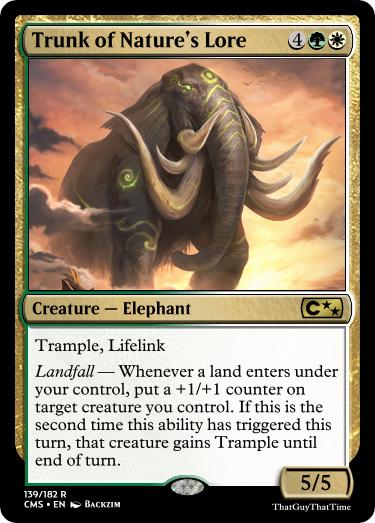 Trunk of Nature's Lore 4
Creature — Elephant C
Trample, Lifelink
Landfall — Whenever a land enters
under your control, put a +1/+1 counter on
target creature you control. If this is the
second time this ability has triggered this
turn, that creature gains Trample until
end of turn.
5/5
139/182 R
CMS • EN Backzim
ThatGuyThatTime